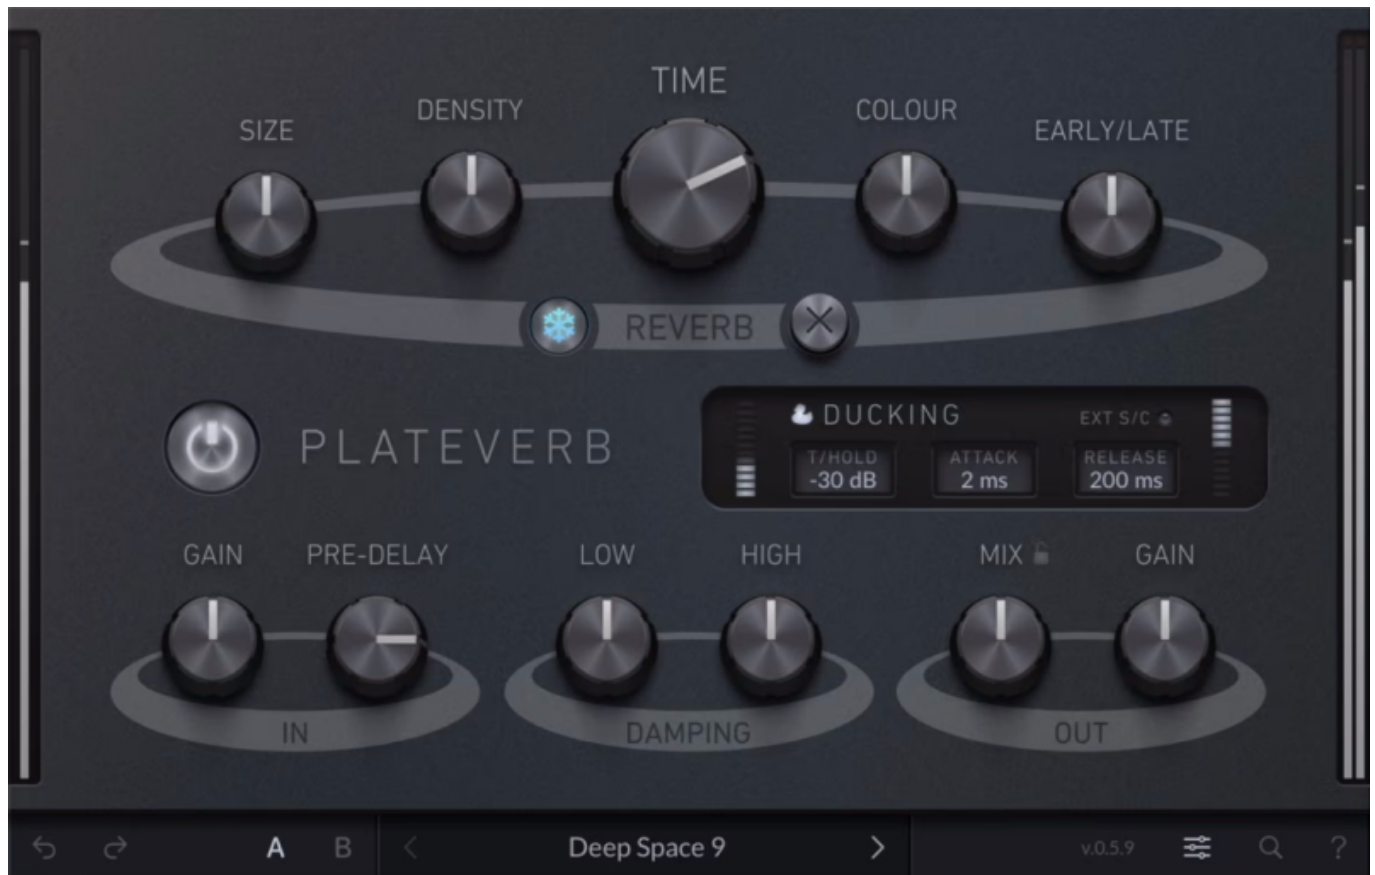 TIME
DENSITY
COLOUR
SIZE
EARLY/LATE
REVERB
PLATEVERB
DUCKING
EXT S/C
T/HOLD
-30 dB
ATTACK
2 ms
RELEASE
200 ms
GAIN
PRE-DELAY
LOW
HIGH
MIX
GAIN
IN
DAMPING
OUT
A
B
Deep Space 9
v.0.5.9
?